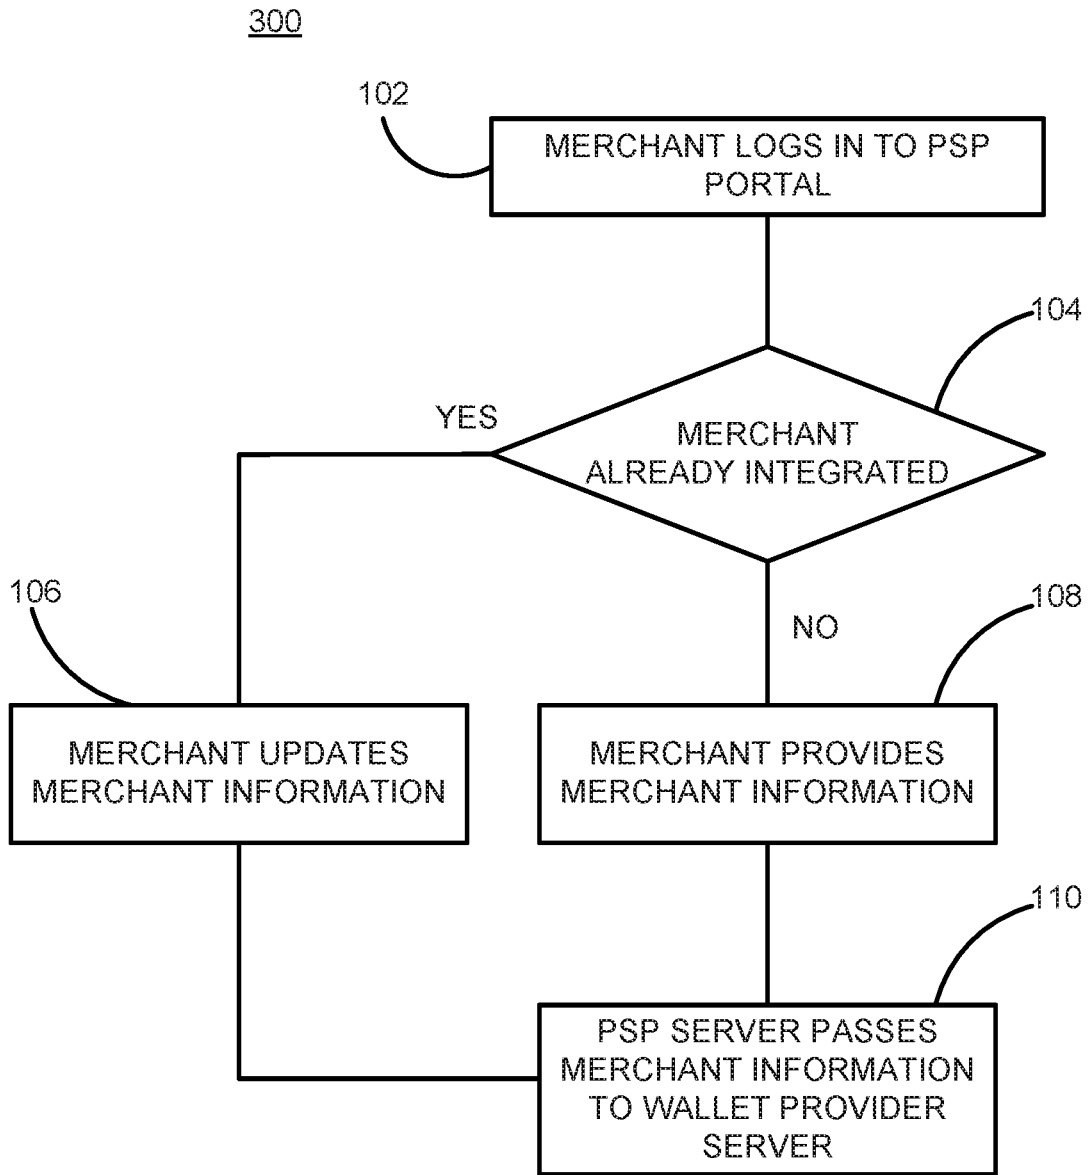 300
102
MERCHANT LOGS IN TO PSP
PORTAL
104
YES
MERCHANT
ALREADY INTEGRATED
106
NO
108
MERCHANT UPDATES
MERCHANT INFORMATION
MERCHANT PROVIDES
MERCHANT INFORMATION
110
PSP SERVER PASSES
MERCHANT INFORMATION
TO WALLET PROVIDER
SERVER